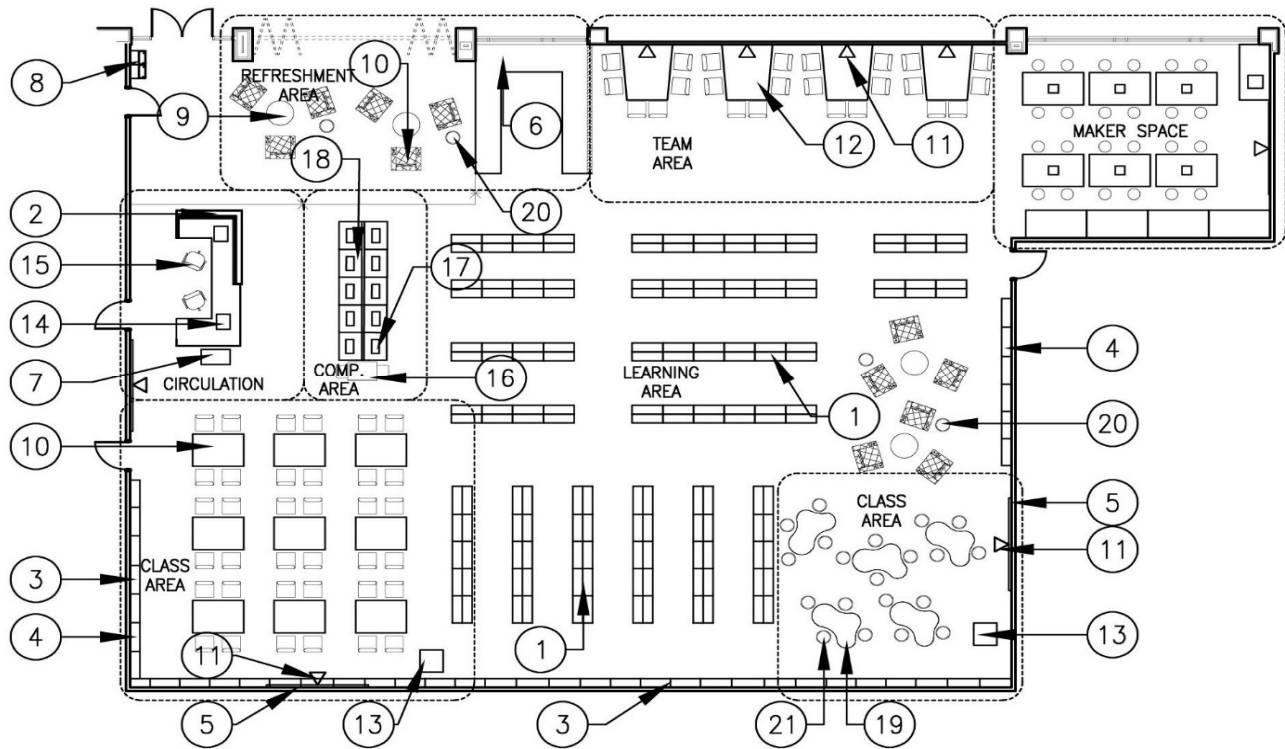 8
9
REFRESHMENT
AREA
10
18
6
20
TEAM
AREA
12
11
MAKER SPACE
2
15
14
7
CIRCULATION
17
16
COMP.
AREA
LEARNING
AREA
1
4
20
10
CLASS
AREA
3
4
11
5
13
1
3
CLASS
AREA
5
11
13
21
19